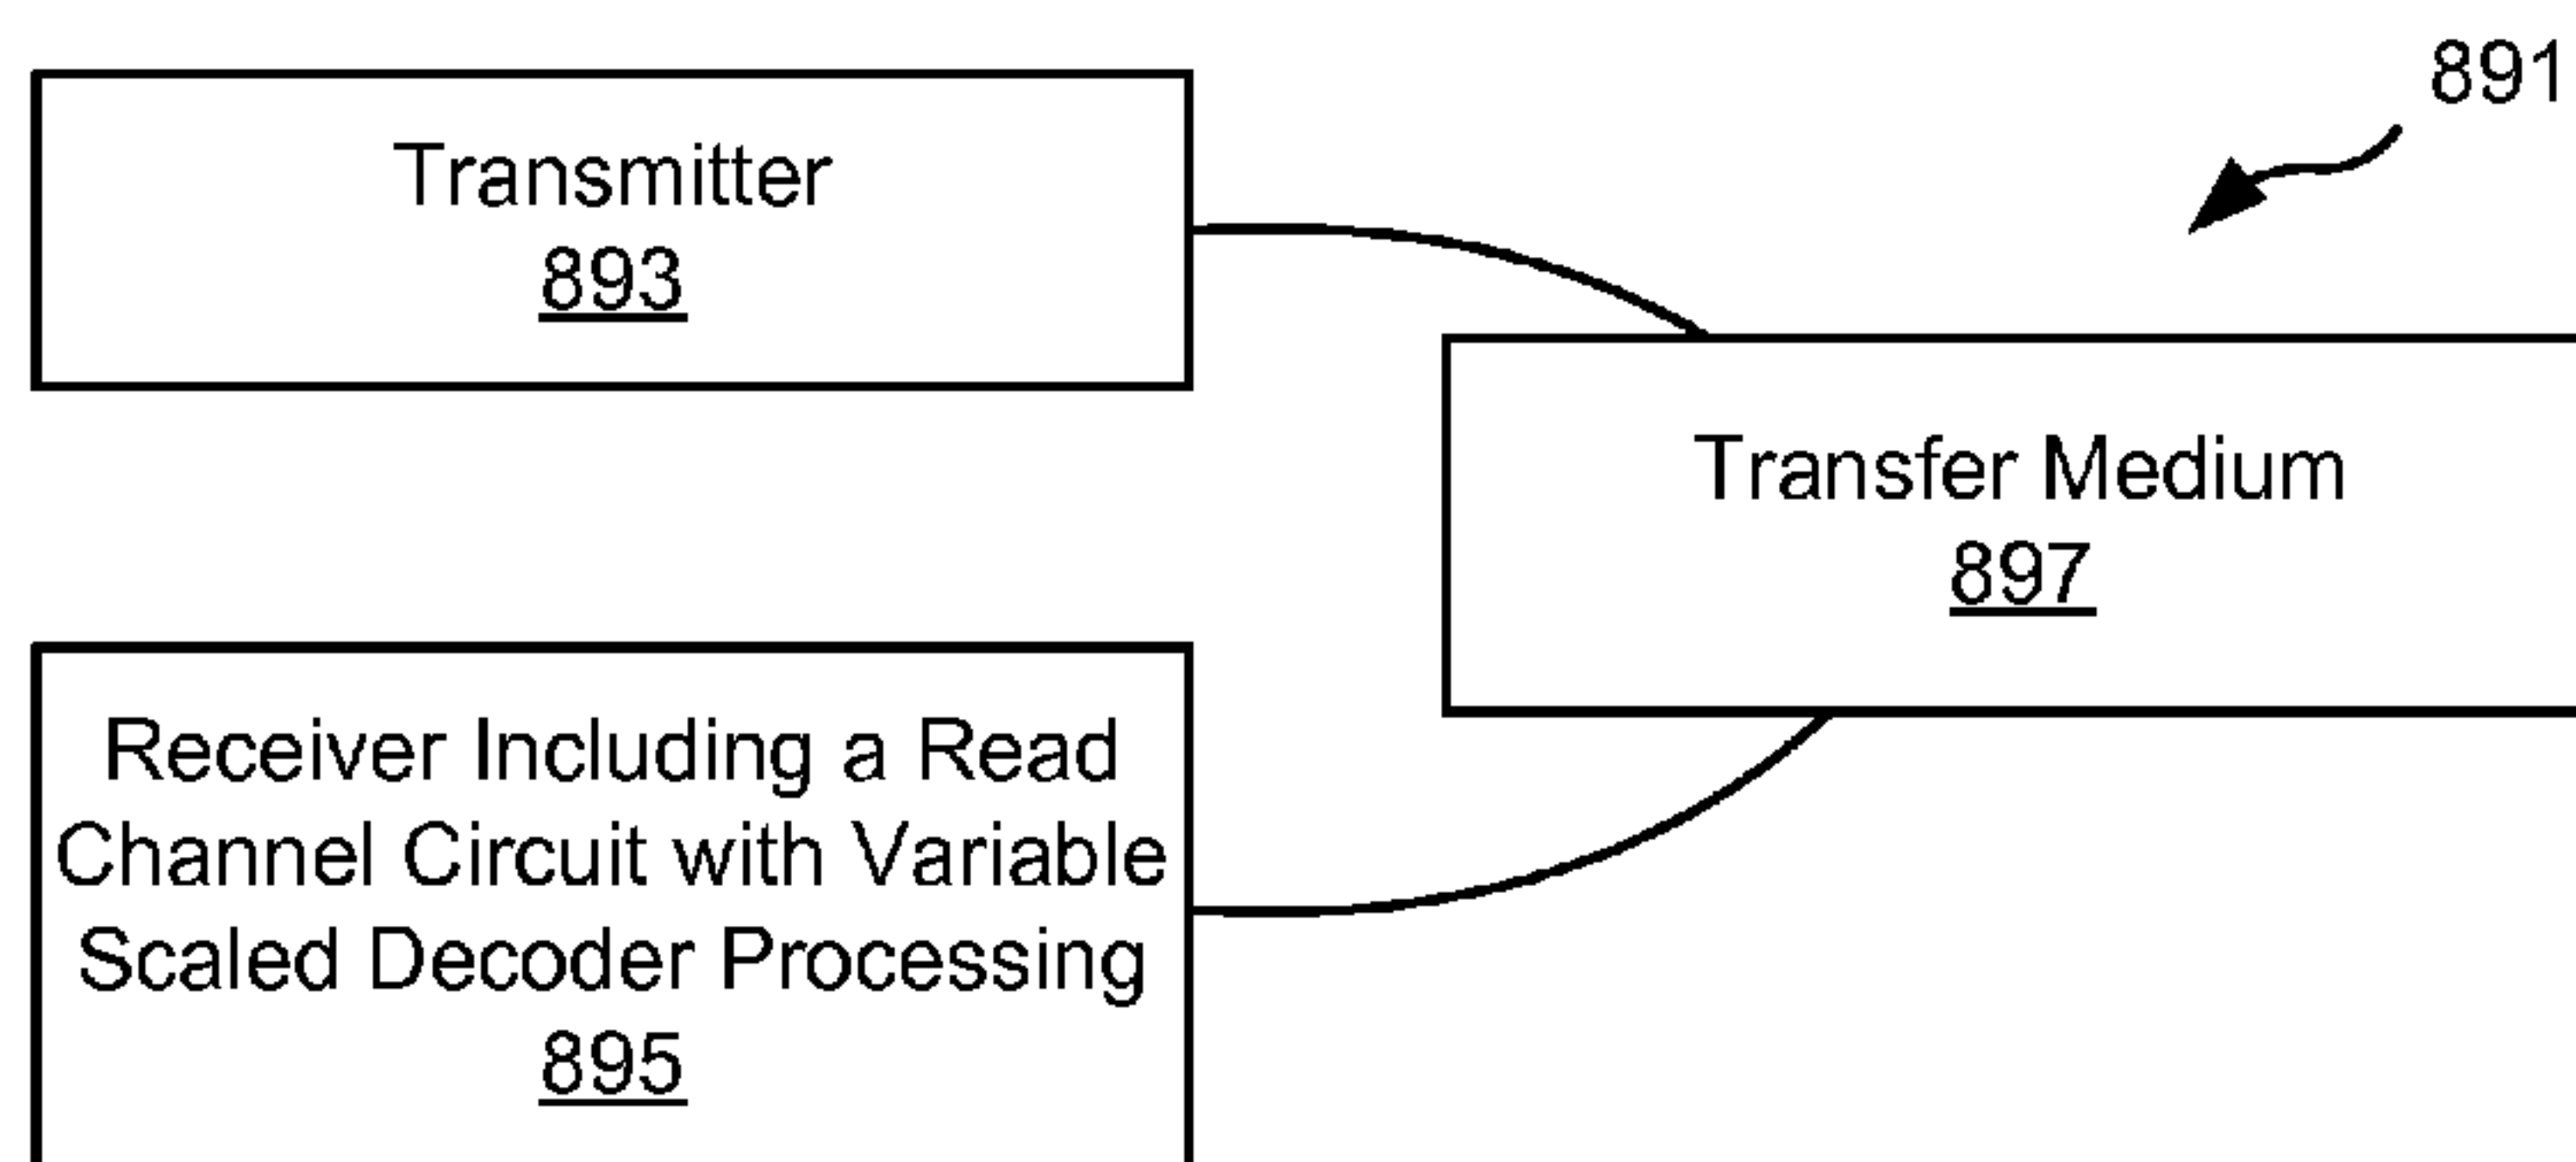 891
Transmitter
893
Transfer Medium
897
Receiver Including a Read
Channel Circuit with Variable
Scaled Decoder Processing
895